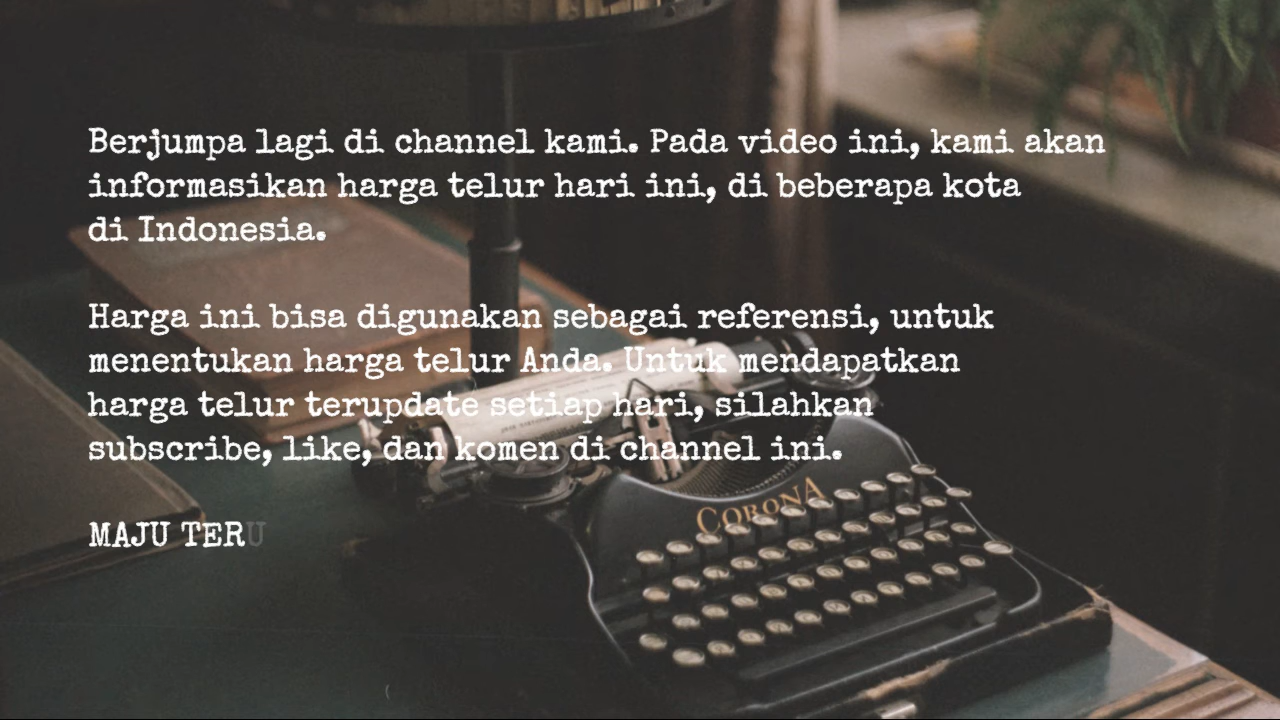 Berjumpa lagi di channel kami. Pada video ini, kami akan
informasikan harga telur hari ini, di beberapa kota
di Indonesia.
Harga ini bisa digunakan sebagai referensi, untuk
menentukan harga telur Anda. Untuk mendapatkan
harga telur terupdate setiap hari, silahkan
subscribe, like, dan komen di channel ini.
MAJU TERU
CORONA